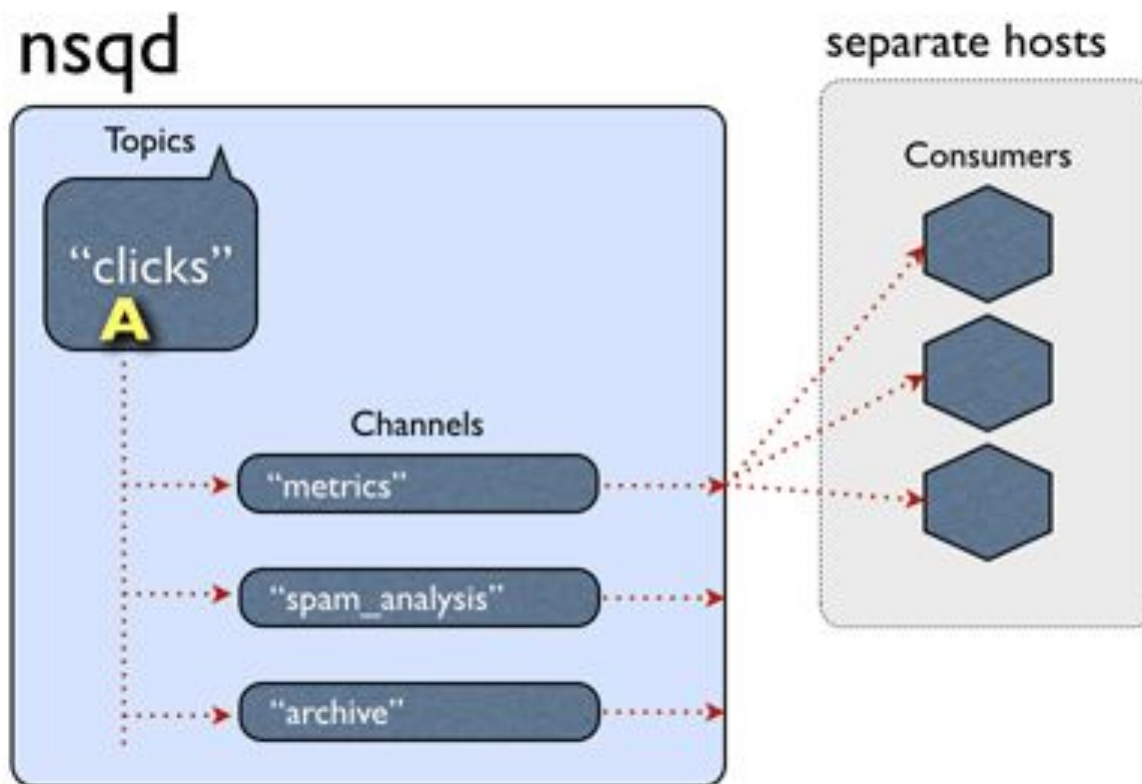 nsqd
separate hosts
Topics
“clicks”
A
Consumers
Channels
“metrics”
“spam_analysis”
“archive”